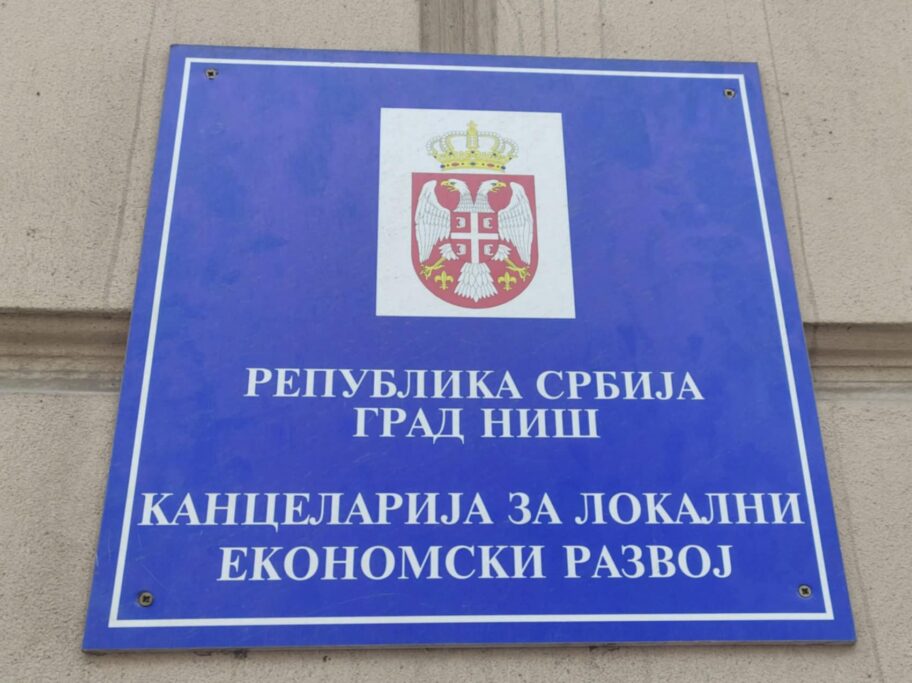 РЕПУБЛИКА СРБИЈА
ГРАД НИШ
КАНЦЕЛАРИЈА ЗА ЛОКАЛНИ
ЕКОНОМСКИ РАЗВОЈ